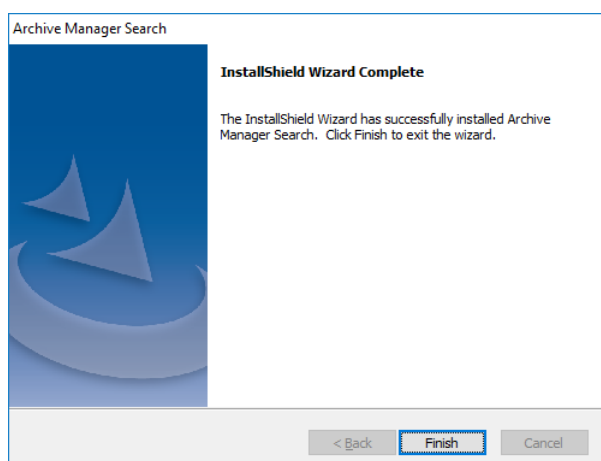 Archive Manager Search
InstallShield Wizard Complete
The InstallShield Wizard has successfully installed Archive
Manager Search. Click Finish to exit the wizard.
< Back
Finish
Cancel